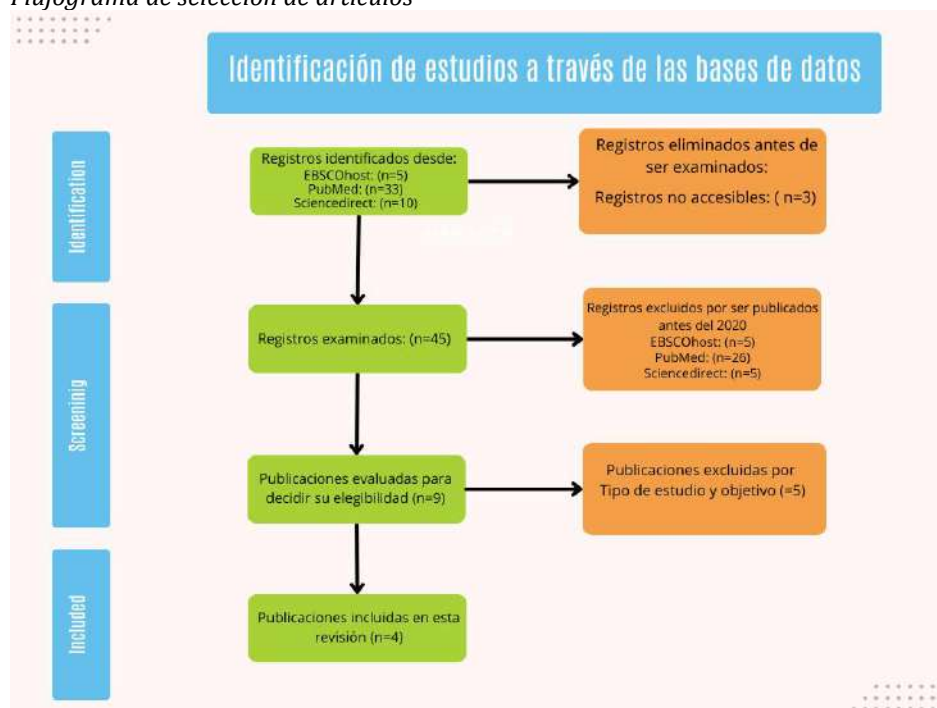 Flujograma de selección de artículos
Identificación de estudios a través de las bases de datos
Identification
Registros identificados desde:
EBSCOhost: (n=5)
PubMed: (n=33)
Sciencedirect: (n=10)
Registros eliminados antes de
ser examinados:
Registros no accesibles: ( n=3)
Screeninig
Registros examinados: (n=45)
Registros excluidos por ser publicados
antes del 2020
EBSCOhost: (n=5)
PubMed: (n=26)
Sciencedirect: (n=5)
Publicaciones evaluadas para
decidir su elegibilidad (n=9)
Publicaciones excluidas por
Tipo de estudio y objetivo (=5)
Included
Publicaciones incluidas en esta
revisión (n=4)